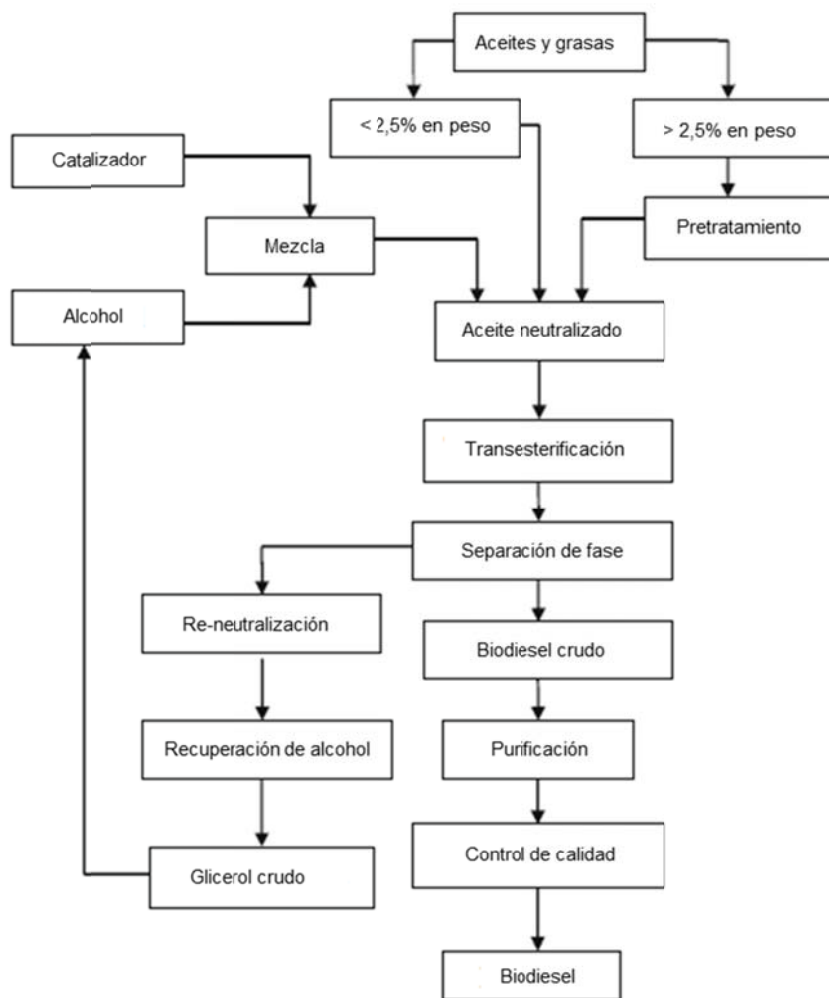 Aceites y grasas
< 2,5% en peso
> 2,5% en peso
Catalizador
Pretratamiento
Mezcla
Alcohol
Aceite neutralizado
Transesterificación
Separación de fase
Re-neutralización
Biodiesel crudo
Recuperación de alcohol
Purificación
Control de calidad
Glicerol crudo
Biodiesel